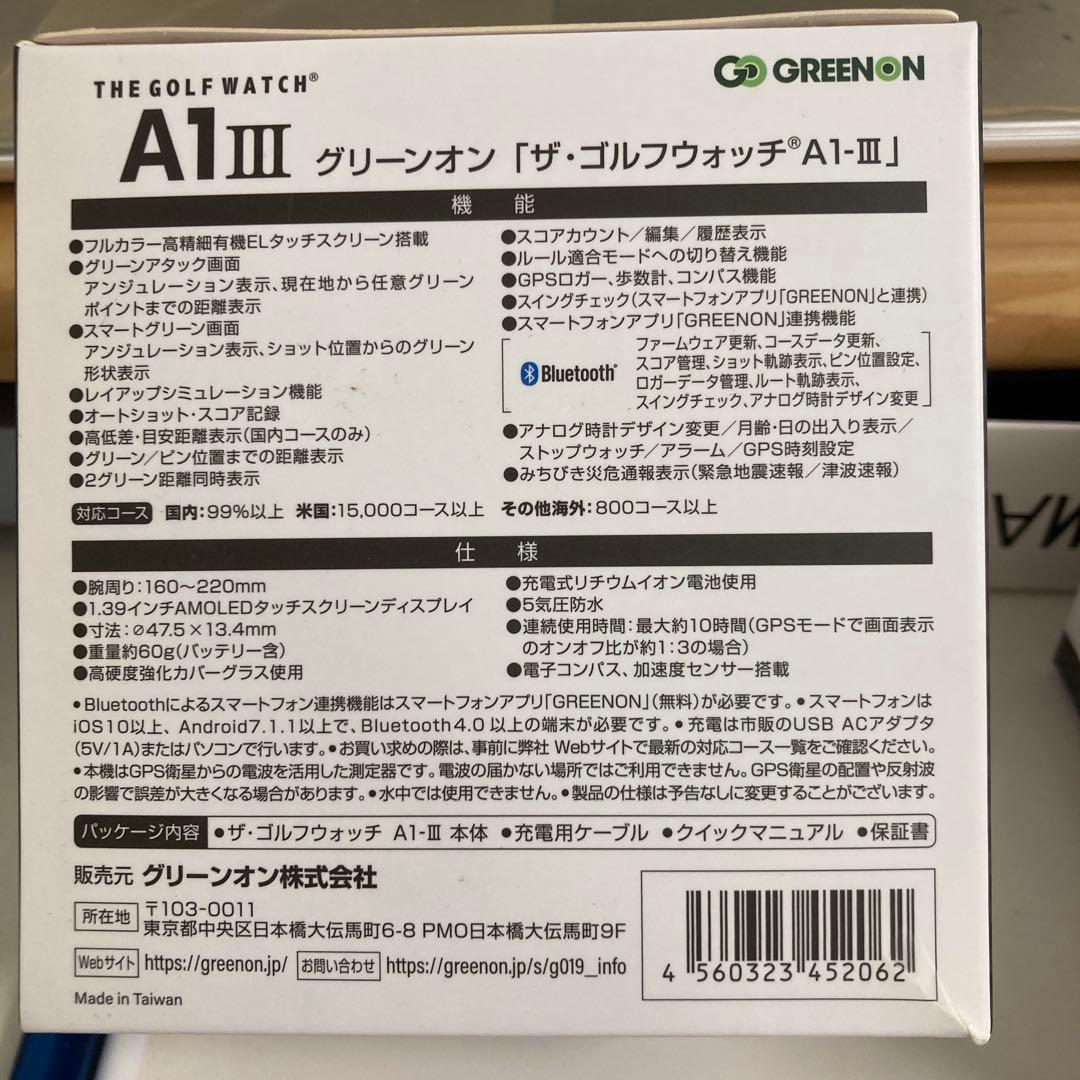 THE GOLF WATCH®
GREENON
A1III グリーンオン「ザ・ゴルフウォッチ®A1-III」
機 能
●フルカラー高精細有機ELタッチスクリーン搭載
●グリーンアタック画面
アンジュレーション表示、現在地から任意グリーン
ポイントまでの距離表示
●スマートグリーン画面
アンジュレーション表示、ショット位置からのグリーン
形状表示
●レイアップシミュレーション機能
●オートショット・スコア記録
●高低差・目安距離表示(国内コースのみ)
●グリーン/ピン位置までの距離表示
●2グリーン距離同時表示
●スコアカウント/編集/履歴表示
●ルール適合モードへの切り替え機能
●GPSロガー、歩数計、コンパス機能
●スイングチェック(スマートフォンアプリ「GREENON」と連携)
●スマートフォンアプリ「GREENON」連携機能
Bluetooth®
ファームウェア更新、コースデータ更新、
スコア管理、ショット軌跡表示、ピン位置設定、
ロガーデータ管理、ルート軌跡表示、
スイングチェック、アナログ時計デザイン変更
●アナログ時計デザイン変更/月齢・日の出入り表示/
ストップウォッチ/アラーム/GPS時刻設定
●みちびき災危通報表示(緊急地震速報/津波速報)
対応コース 国内:99%以上 米国:15,000コース以上 その他海外:800コース以上
仕 様
●腕周り:160〜220mm
●1.39インチAMOLEDタッチスクリーンディスプレイ
●寸法:⌀47.5×13.4mm
●重量約60g(バッテリー含)
●高硬度強化カバーグラス使用
●充電式リチウムイオン電池使用
●5気圧防水
●連続使用時間:最大約10時間(GPSモードで画面表示
のオンオフ比が約1:3の場合)
●電子コンパス、加速度センサー搭載
●Bluetoothによるスマートフォン連携機能はスマートフォンアプリ「GREENON」(無料)が必要です。●スマートフォンは
iOS10以上、Android7.1.1以上で、Bluetooth4.0以上の端末が必要です。●充電は市販のUSB ACアダプタ
(5V/1A)またはパソコンで行います。●お買い求めの際は、事前に弊社 Webサイトで最新の対応コース一覧をご確認ください。
●本機はGPS衛星からの電波を活用した測定器です。電波の届かない場所ではご利用できません。GPS衛星の配置や反射波
の影響で誤差が大きくなる場合があります。●水中では使用できません。●製品の仕様は予告なしに変更することがございます。
パッケージ内容 ●ザ・ゴルフウォッチ A1-III 本体 ●充電用ケーブル ●クイックマニュアル ●保証書
販売元 グリーンオン株式会社
所在地 〒103-0011
東京都中央区日本橋大伝馬町6-8 PMO日本橋大伝馬町9F
Webサイト https://greenon.jp/ お問い合わせ https://greenon.jp/s/g019_info
Made in Taiwan
4 560323 452062